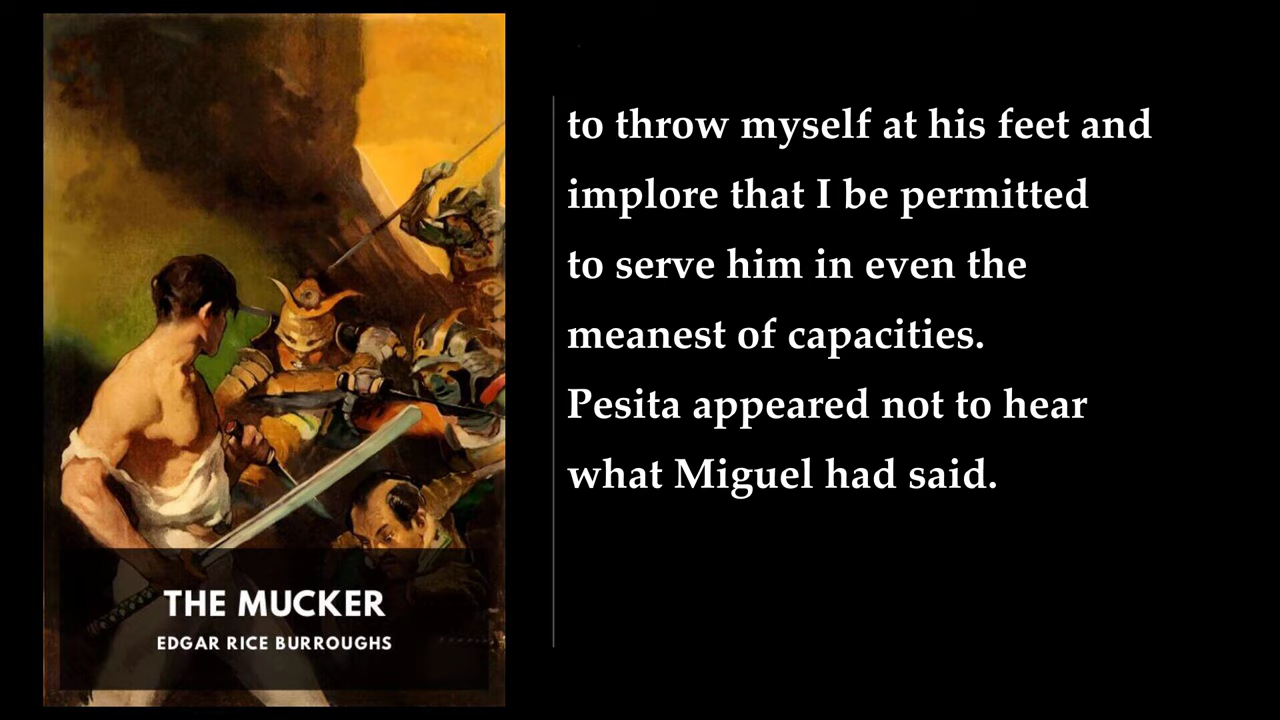 to throw myself at his feet and
implore that I be permitted
to serve him in even the
meanest of capacities.
Pesita appeared not to hear
what Miguel had said.
THE MUCKER
EDGAR RICE BURROUGHS